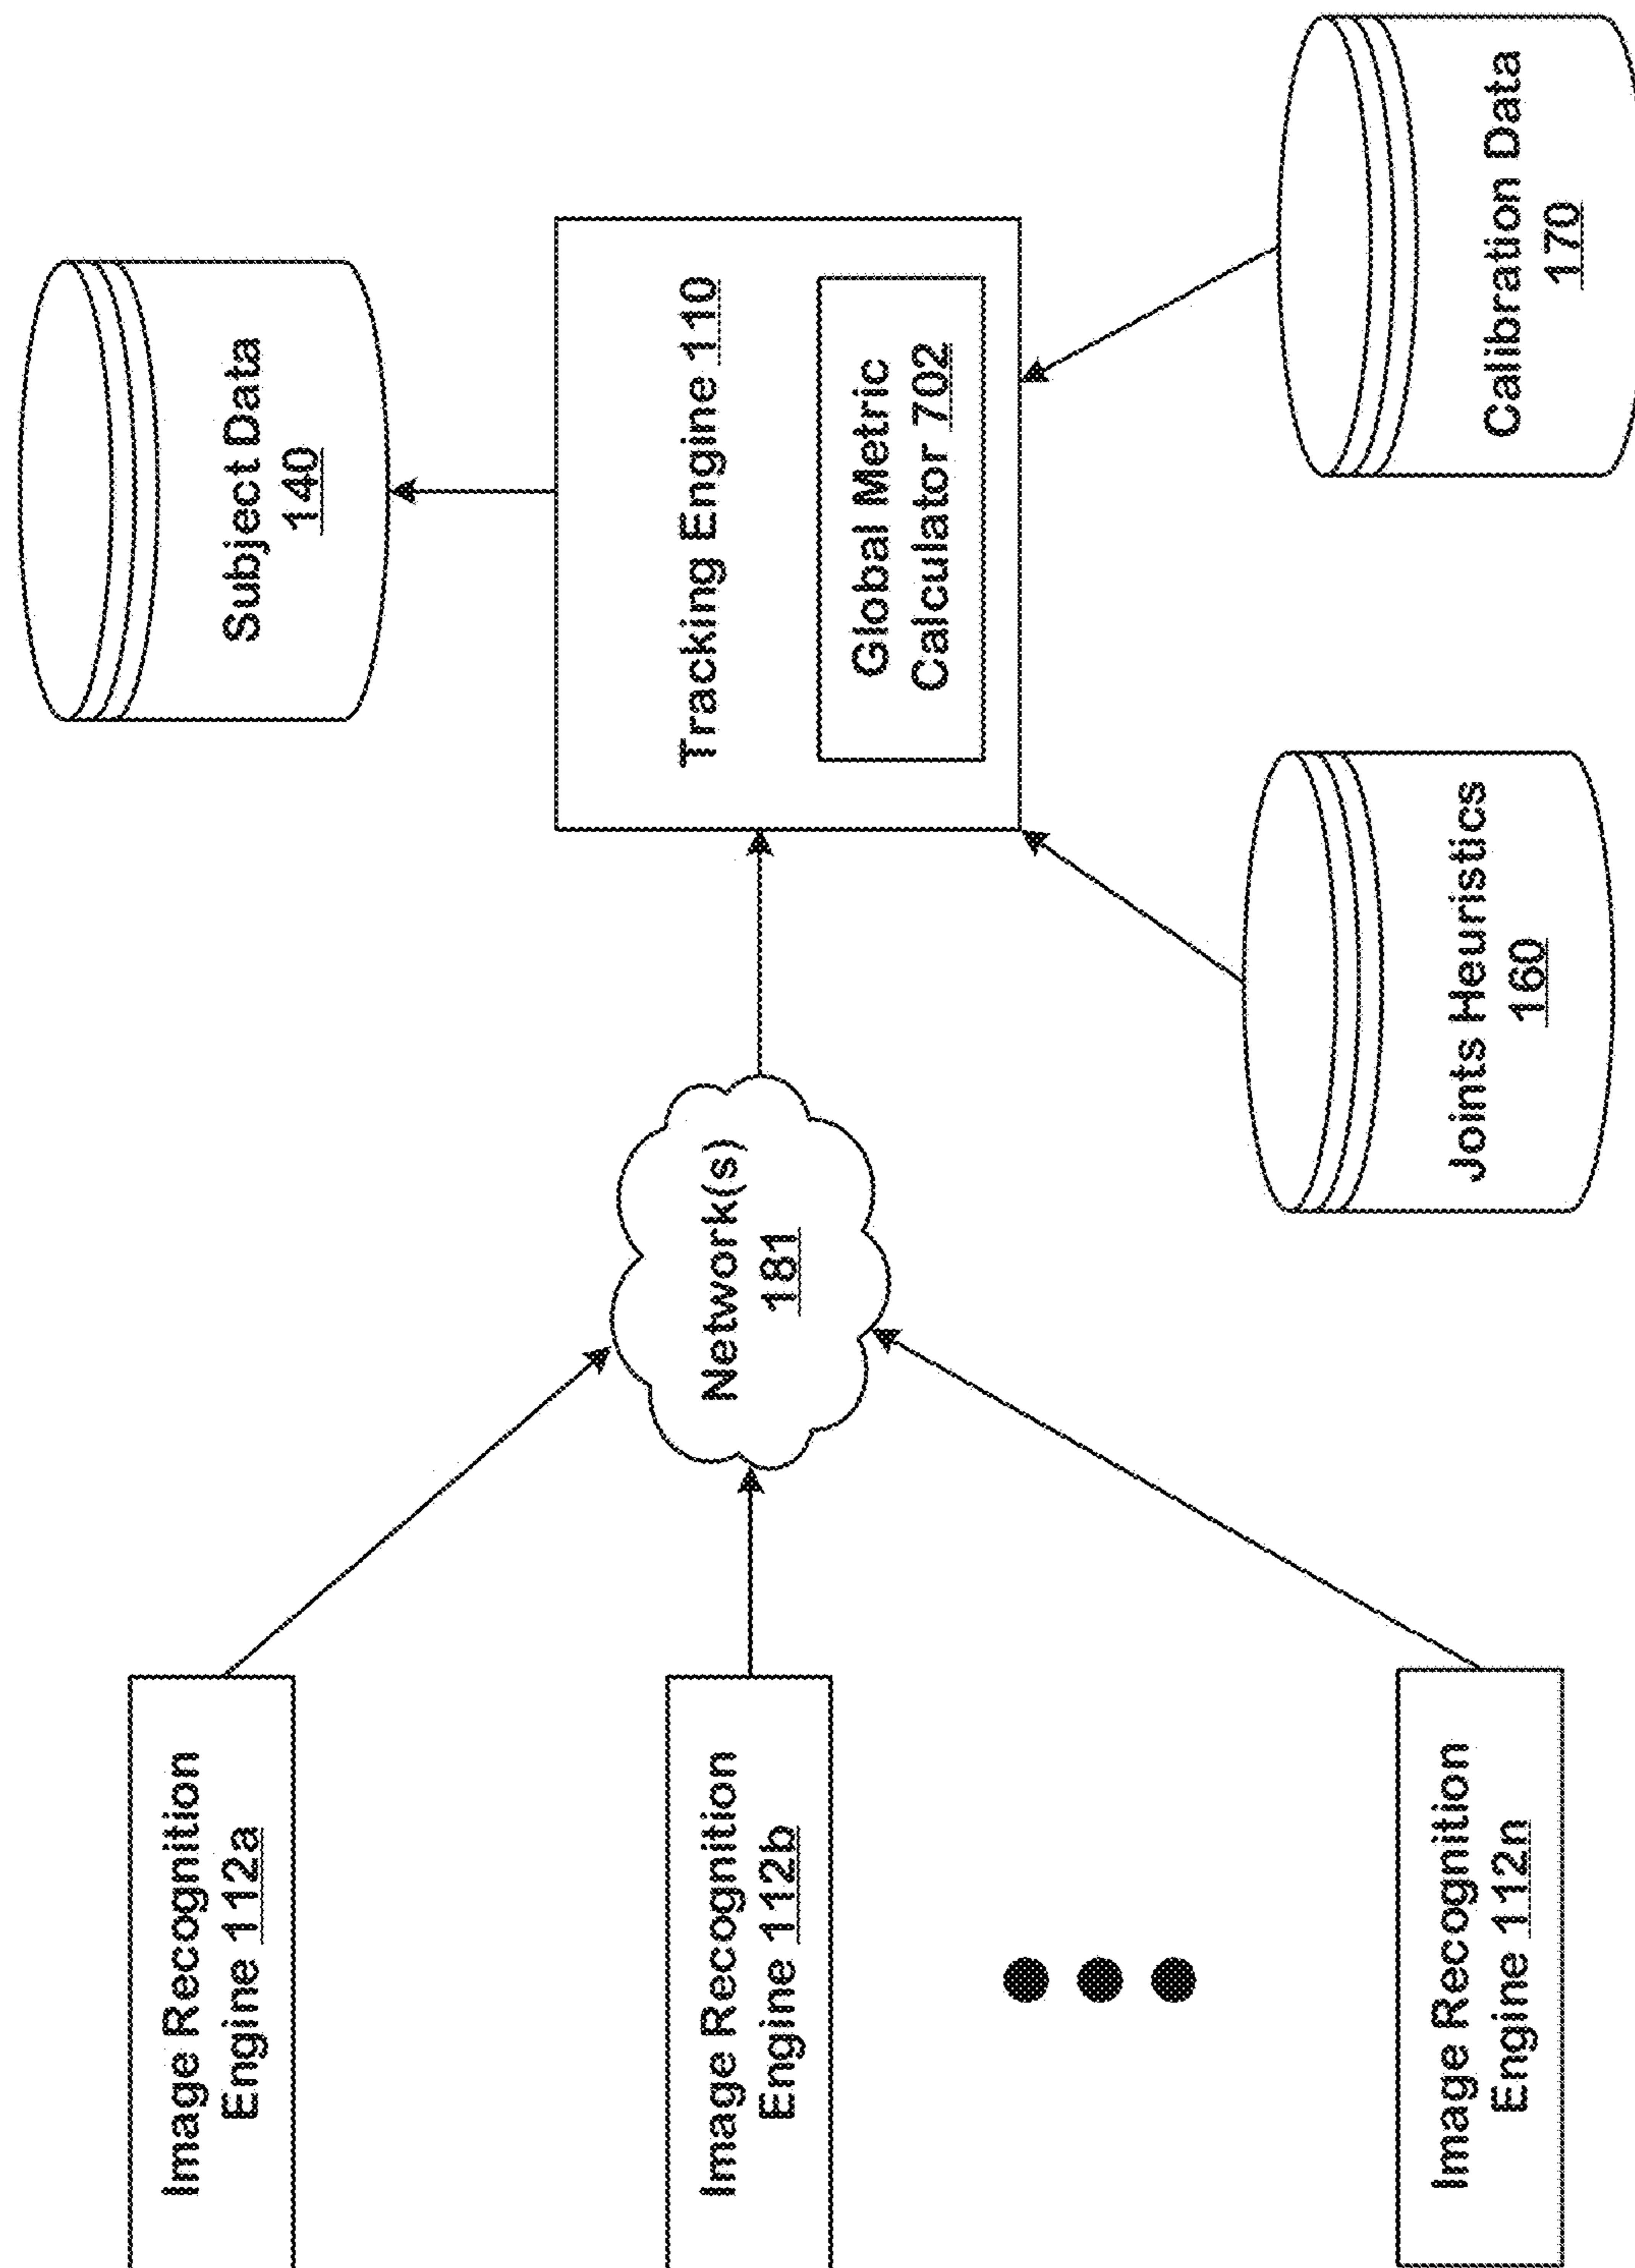 Image Recognition
Engine 112a
Image Recognition
Engine 112b
Image Recognition
Engine 112n
Network(s)
181
Subject Data
140
Tracking Engine 110
Global Metric
Calculator 702
Joints Heuristics
160
Calibration Data
170